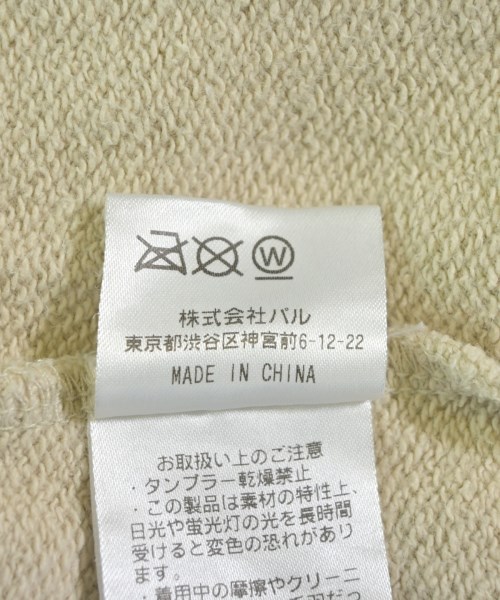 W
株式会社バル
東京都渋谷区神宮前6-12-22
MADE IN CHINA
お取扱い上のご注意
・タンブラー乾燥禁止
・この製品は素材の特性上、
日光や蛍光灯の光を長時間
受けると変色の恐れがあり
ます。
・着用中の摩擦やクリーニ